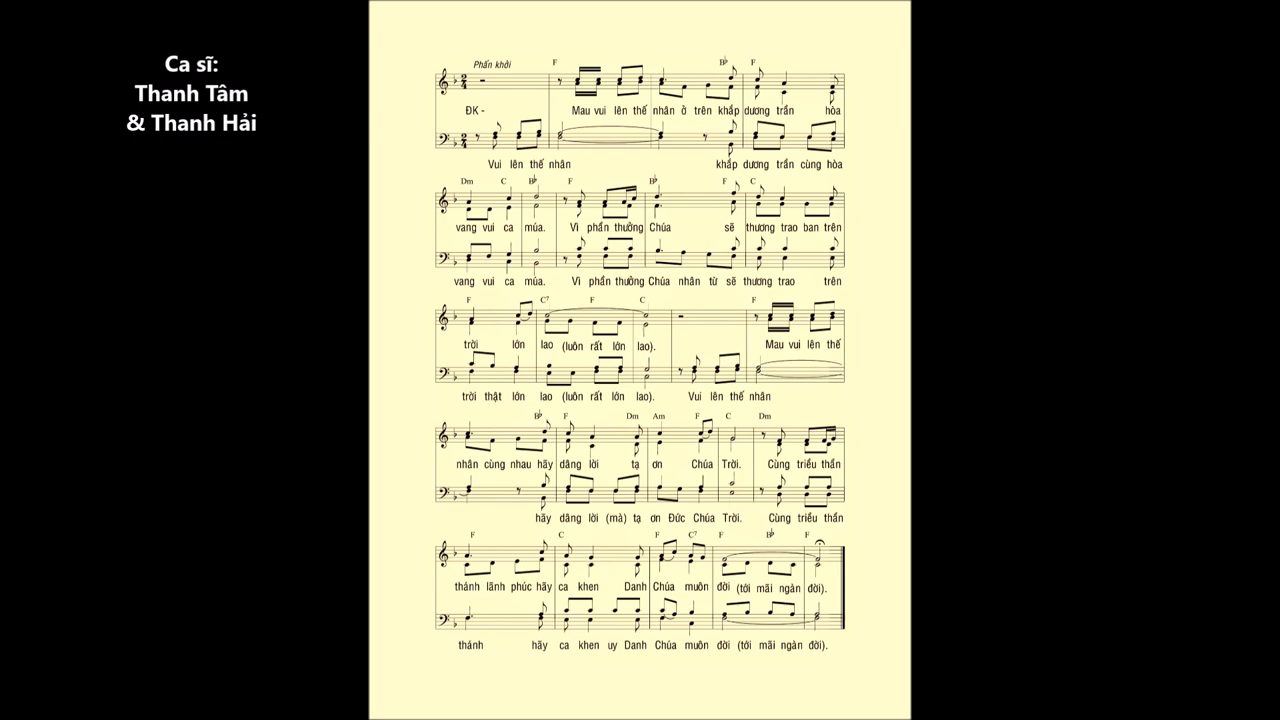 Ca sĩ:
Thanh Tâm
& Thanh Hải
Phấn khởi
F B♭ F
ĐK - Mau vui lên thế nhân ở trên khắp dương trần hòa
Vui lên thế nhân khắp dương trần cùng hòa
Dm C B♭ F B♭ F C
vang vui ca múa. Vì phần thưởng Chúa sẽ thương trao ban trên
vang vui ca múa. Vì phần thưởng Chúa nhân từ sẽ thương trao trên
F C7 F C F
trời lớn lao (luôn rất lớn lao). Mau vui lên thế
trời thật lớn lao (luôn rất lớn lao). Vui lên thế nhân
B♭ F Dm Am F C Dm
nhân cùng nhau hãy dâng lời tạ ơn Chúa Trời. Cùng triều thần
hãy dâng lời (mà) tạ ơn Đức Chúa Trời. Cùng triều thần
F C F C7 F B♭ F
thánh lãnh phúc hãy ca khen Danh Chúa muôn đời (tới mãi ngàn đời).
thánh hãy ca khen uy Danh Chúa muôn đời (tới mãi ngàn đời).